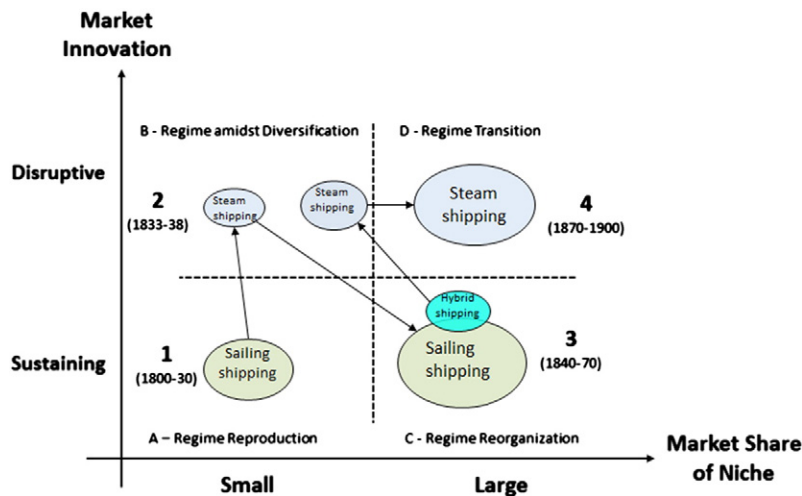 Market
Innovation
B - Regime amidst Diversification
D - Regime Transition
Disruptive
2
(1833-38)
Steam
shipping
Steam
shipping
Steam
shipping
4
(1870-1900)
Hybrid
shipping
Sustaining
1
(1800-30)
Sailing
shipping
Sailing
shipping
3
(1840-70)
A – Regime Reproduction
C - Regime Reorganization
Small
Large
Market Share
of Niche